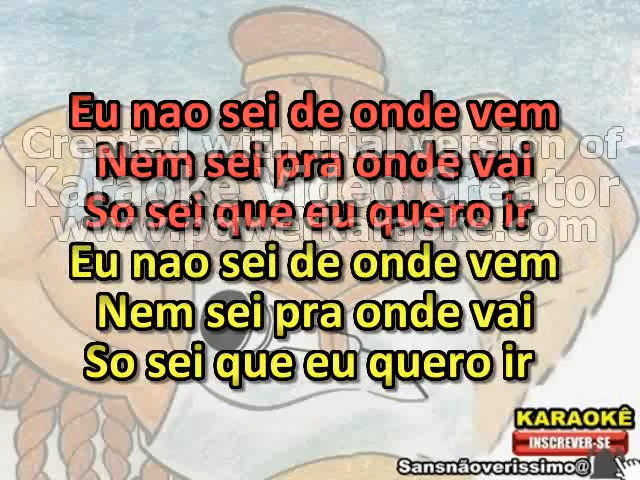 Eu nao sei de onde vem
Created with trial version of
Nem sei pra onde vai
Karaoke Video Creator
So sei que eu quero ir
www.powerkaraoke.com
Eu nao sei de onde vem
Nem sei pra onde vai
So sei que eu quero ir
KARAOKÊ
INSCREVER-SE
Sansnãoverissimo@